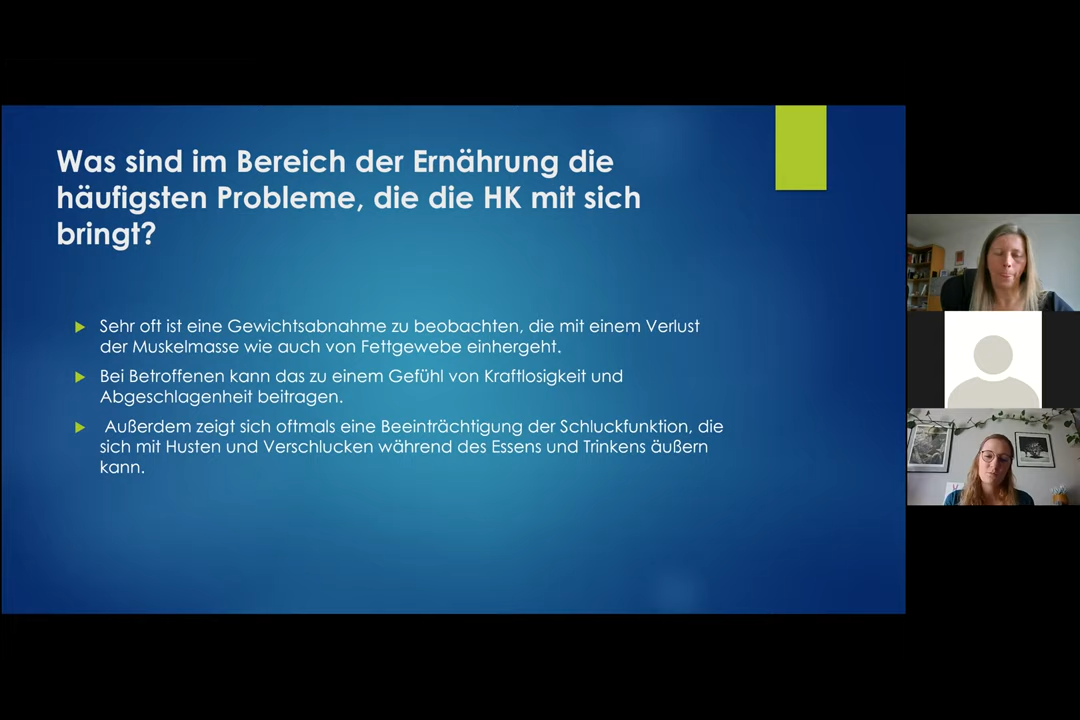 Was sind im Bereich der Ernährung die
häufigsten Probleme, die die HK mit sich
bringt?
Sehr oft ist eine Gewichtsabnahme zu beobachten, die mit einem Verlust
der Muskelmasse wie auch von Fettgewebe einhergeht.
Bei Betroffenen kann das zu einem Gefühl von Kraftlosigkeit und
Abgeschlagenheit beitragen.
Außerdem zeigt sich oftmals eine Beeinträchtigung der Schluckfunktion, die
sich mit Husten und Verschlucken während des Essens und Trinkens äußern
kann.